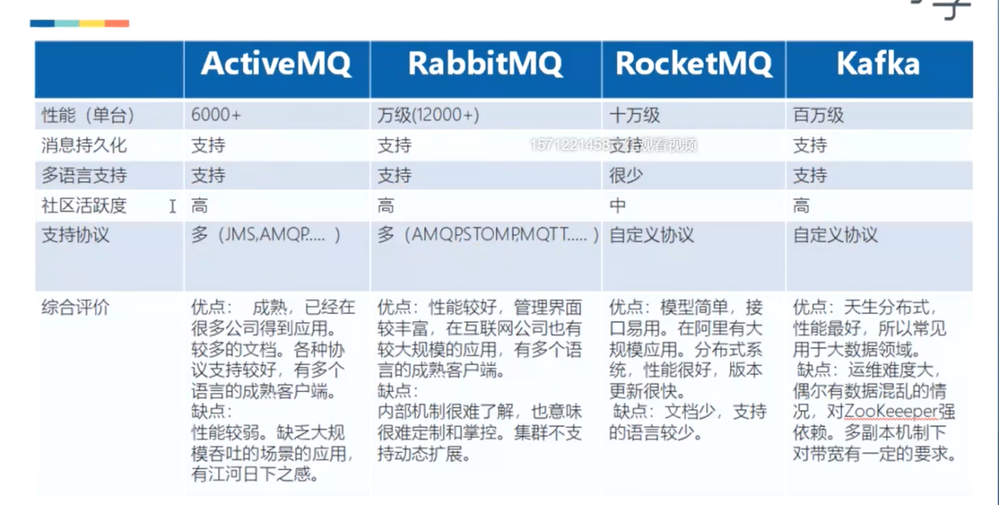 ActiveMQ RabbitMQ RocketMQ Kafka
性能（单台） 6000+ 万级(12000+) 十万级 百万级
消息持久化 支持 支持 支持 支持
1571221458正在观看视频
多语言支持 支持 支持 很少 支持
社区活跃度 高 高 中 高
支持协议 多（JMS,AMQP..... ） 多（AMQP,STOMP,MQTT..... ） 自定义协议 自定义协议
综合评价
优点： 成熟，已经在
很多公司得到应用。
较多的文档。各种协
议支持较好，有多个
语言的成熟客户端。
缺点：
性能较弱。缺乏大规
模吞吐的场景的应用，
有江河日下之感。
优点：性能较好，管理界面
较丰富，在互联网公司也有
较大规模的应用，有多个语
言的成熟客户端。
缺点：
内部机制很难了解，也意味
很难定制和掌控。集群不支
持动态扩展。
优点：模型简单，接
口易用。在阿里有大
规模应用。分布式系
统，性能很好，版本
更新很快。
缺点：文档少，支持
的语言较少。
优点：天生分布式，
性能最好，所以常见
用于大数据领域。
缺点：运维难度大，
偶尔有数据混乱的情
况，对ZooKeeeper强
依赖。多副本机制下
对带宽有一定的要求。